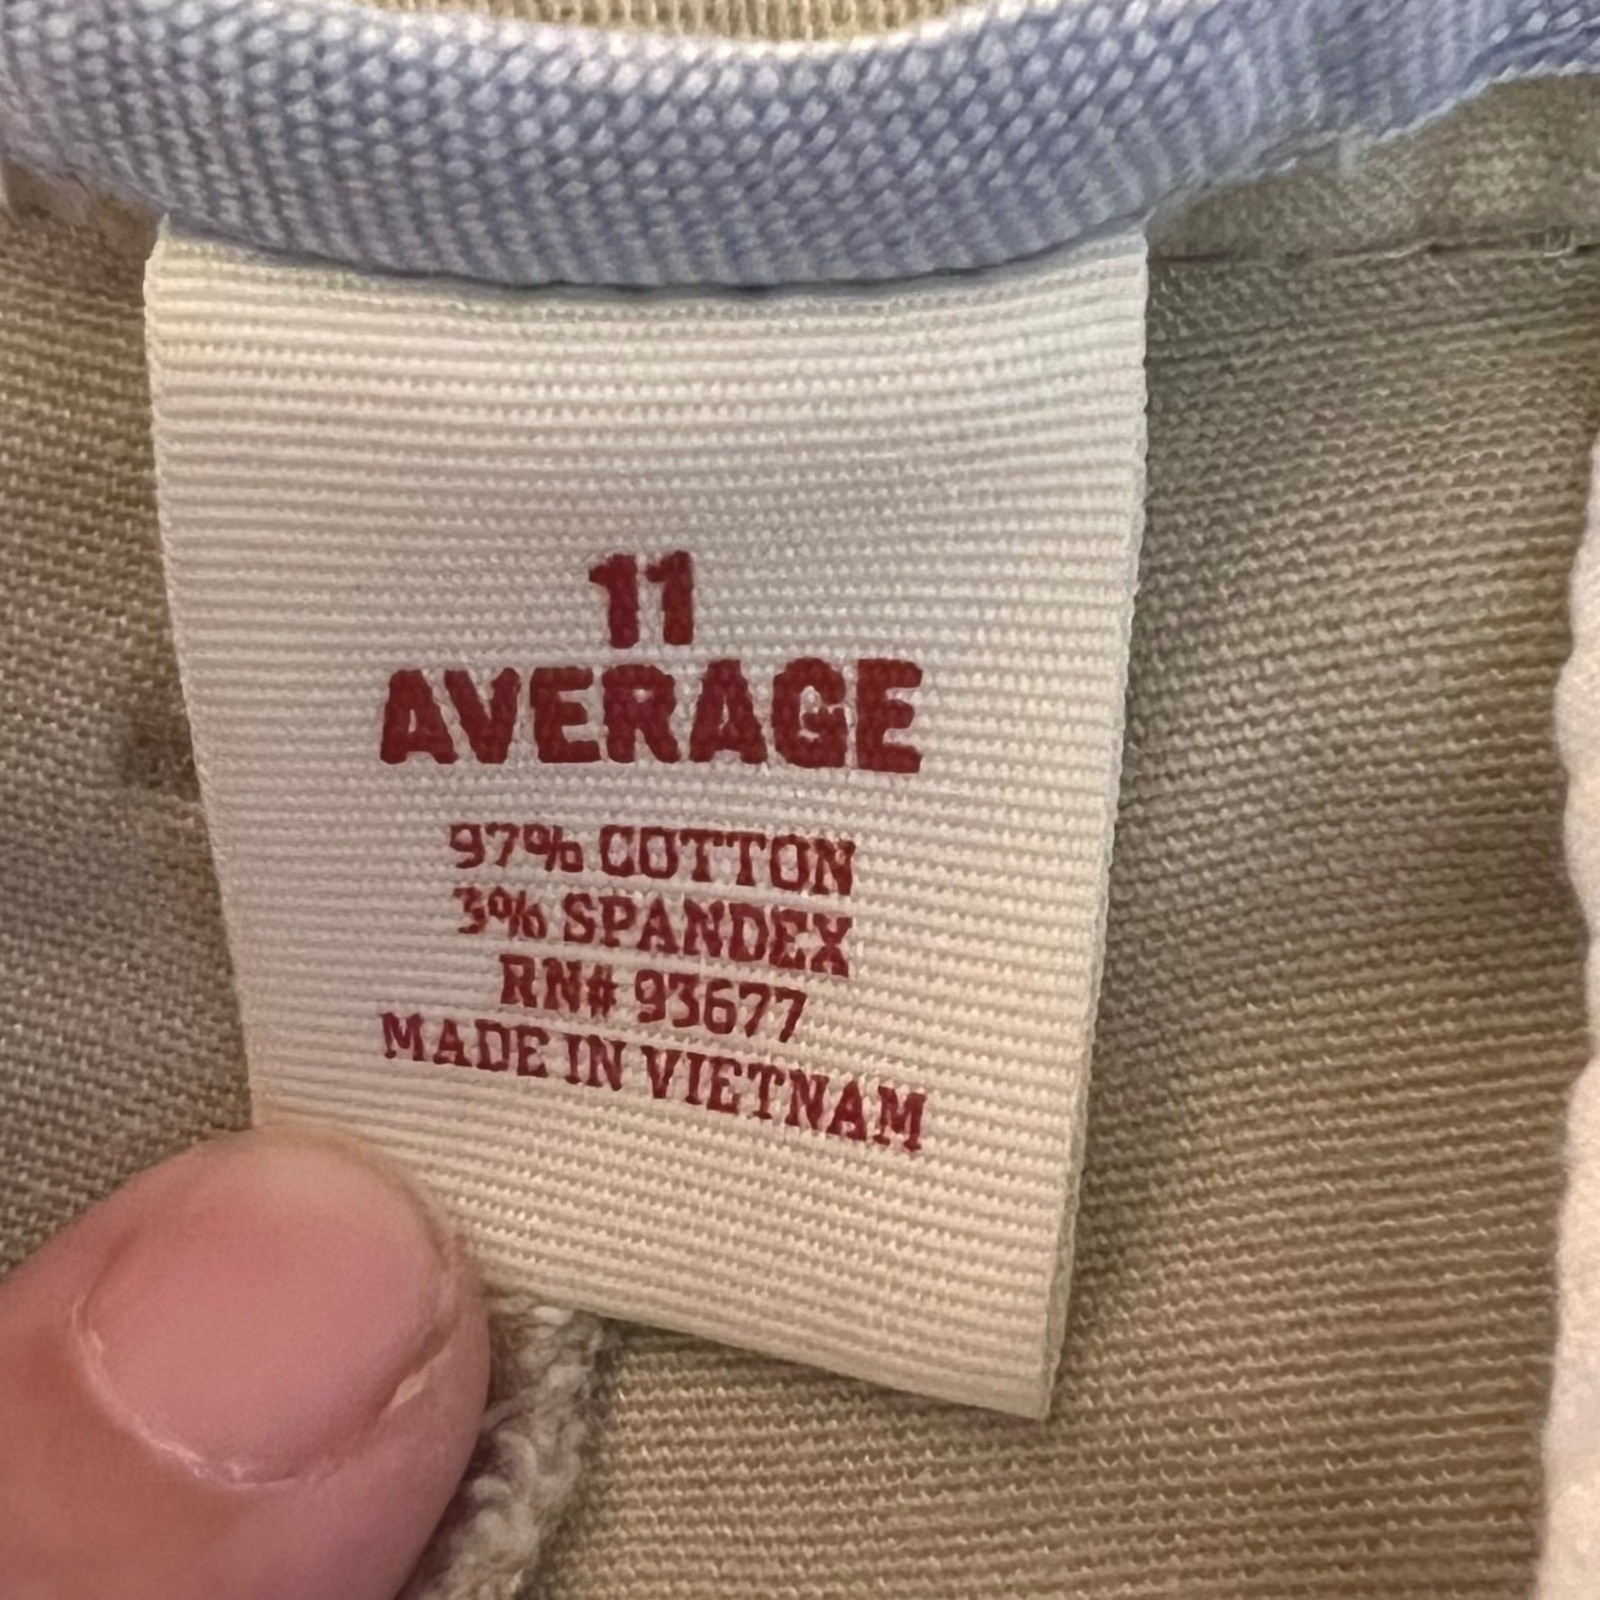 11
AVERAGE
97% COTTON
3% SPANDEX
RN# 93677
MADE IN VIETNAM